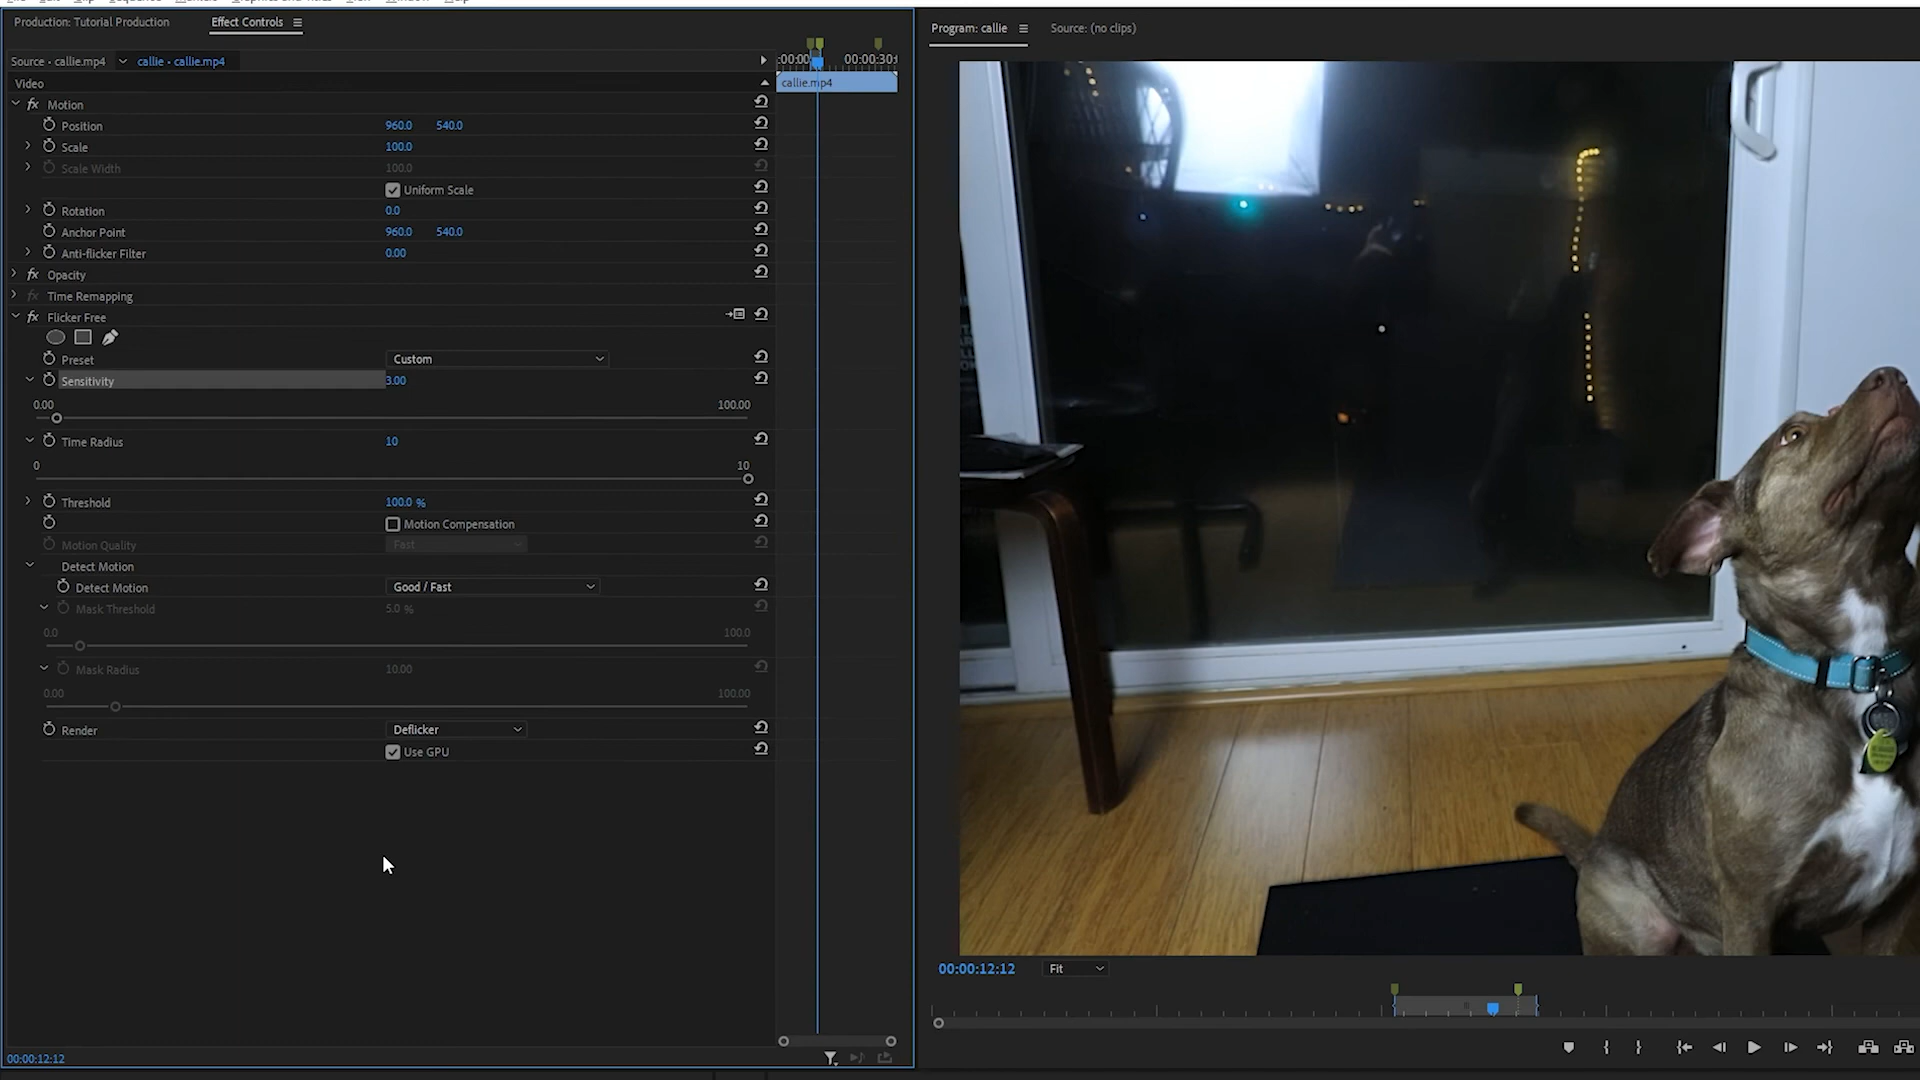 Production: Tutorial Production Effect Controls
Program: callie Source: (no clips)
Source • callie.mp4 callie • callie.mp4
:00:00 00:00:30:
Video
callie.mp4
fx Motion
Position 960.0 540.0
Scale 100.0
Scale Width 100.0
Uniform Scale
Rotation 0.0
Anchor Point 960.0 540.0
Anti-flicker Filter 0.00
fx Opacity
fx Time Remapping
fx Flicker Free
Preset Custom
Sensitivity 3.00
0.00 100.00
Time Radius 10
0 10
Threshold 100.0 %
Motion Compensation
Motion Quality Fast
Detect Motion
Detect Motion Good / Fast
Mask Threshold 5.0 %
0.0 100.0
Mask Radius 10.00
0.00 100.00
Render Deflicker
Use GPU
00:00:12:12 Fit
00:00:12:12